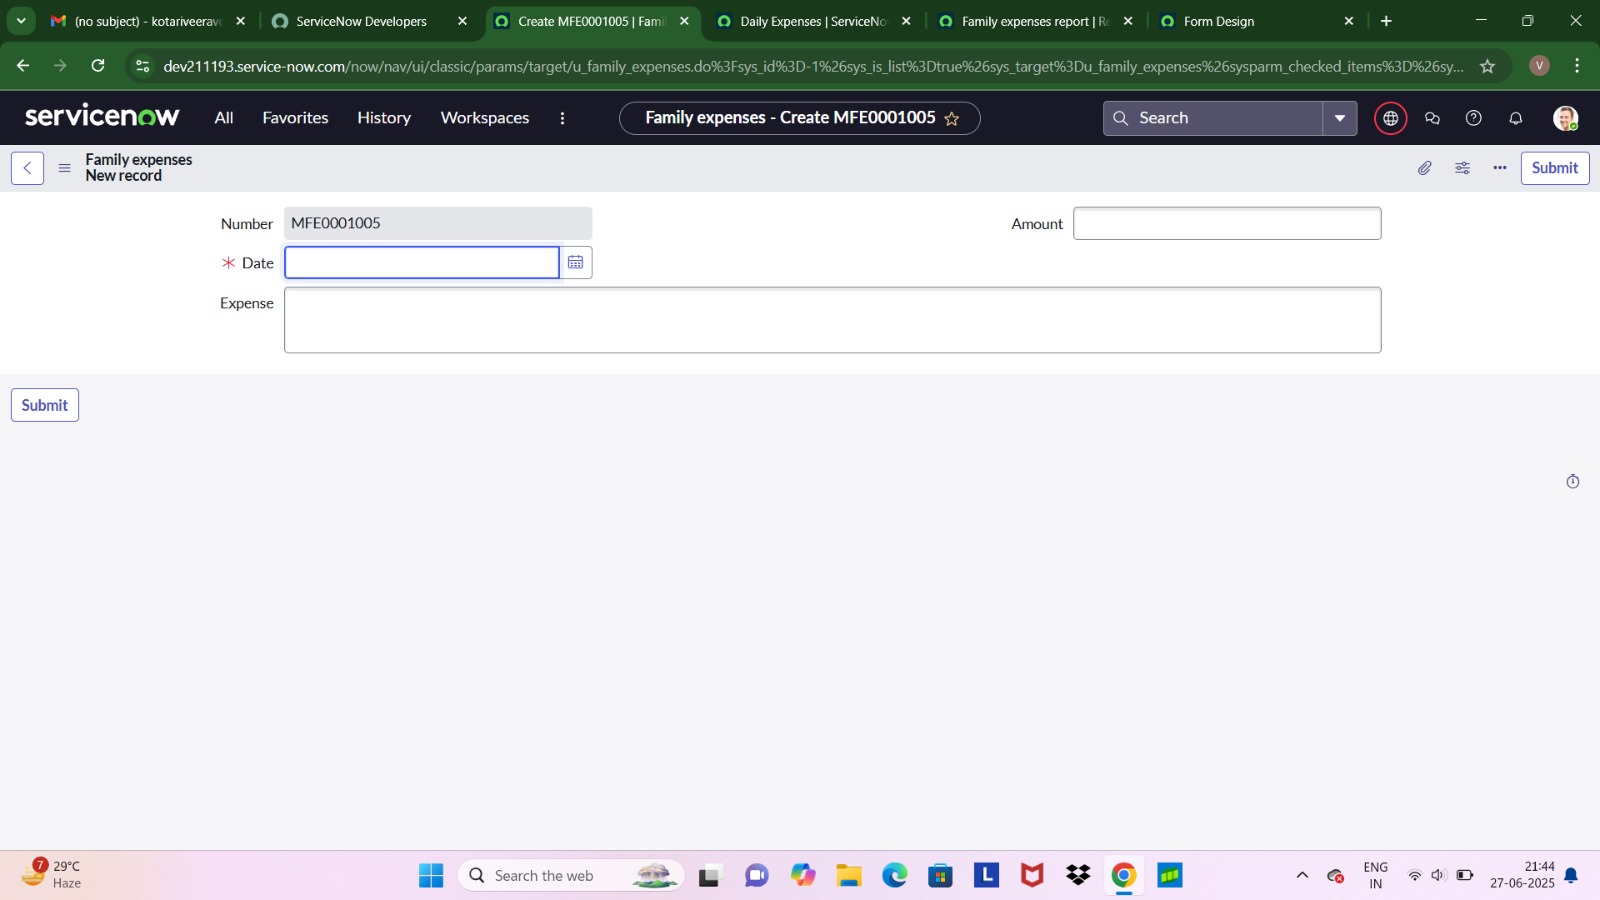 (no subject) - kotariveerav
ServiceNow Developers
Create MFE0001005 | Famil
Daily Expenses | ServiceNo
Family expenses report | Re
Form Design
dev211193.service-now.com/now/nav/ui/classic/params/target/u_family_expenses.do%3Fsys_id%3D-1%26sys_is_list%3Dtrue%26sys_target%3Du_family_expenses%26sysparm_checked_items%3D%26sy...
V
servicenow
All
Favorites
History
Workspaces
Family expenses - Create MFE0001005
Search
Family expenses
New record
Submit
Number
MFE0001005
Amount
Date
Expense
Submit
7
29°C
Haze
Search the web
L
ENG
IN
21:44
27-06-2025